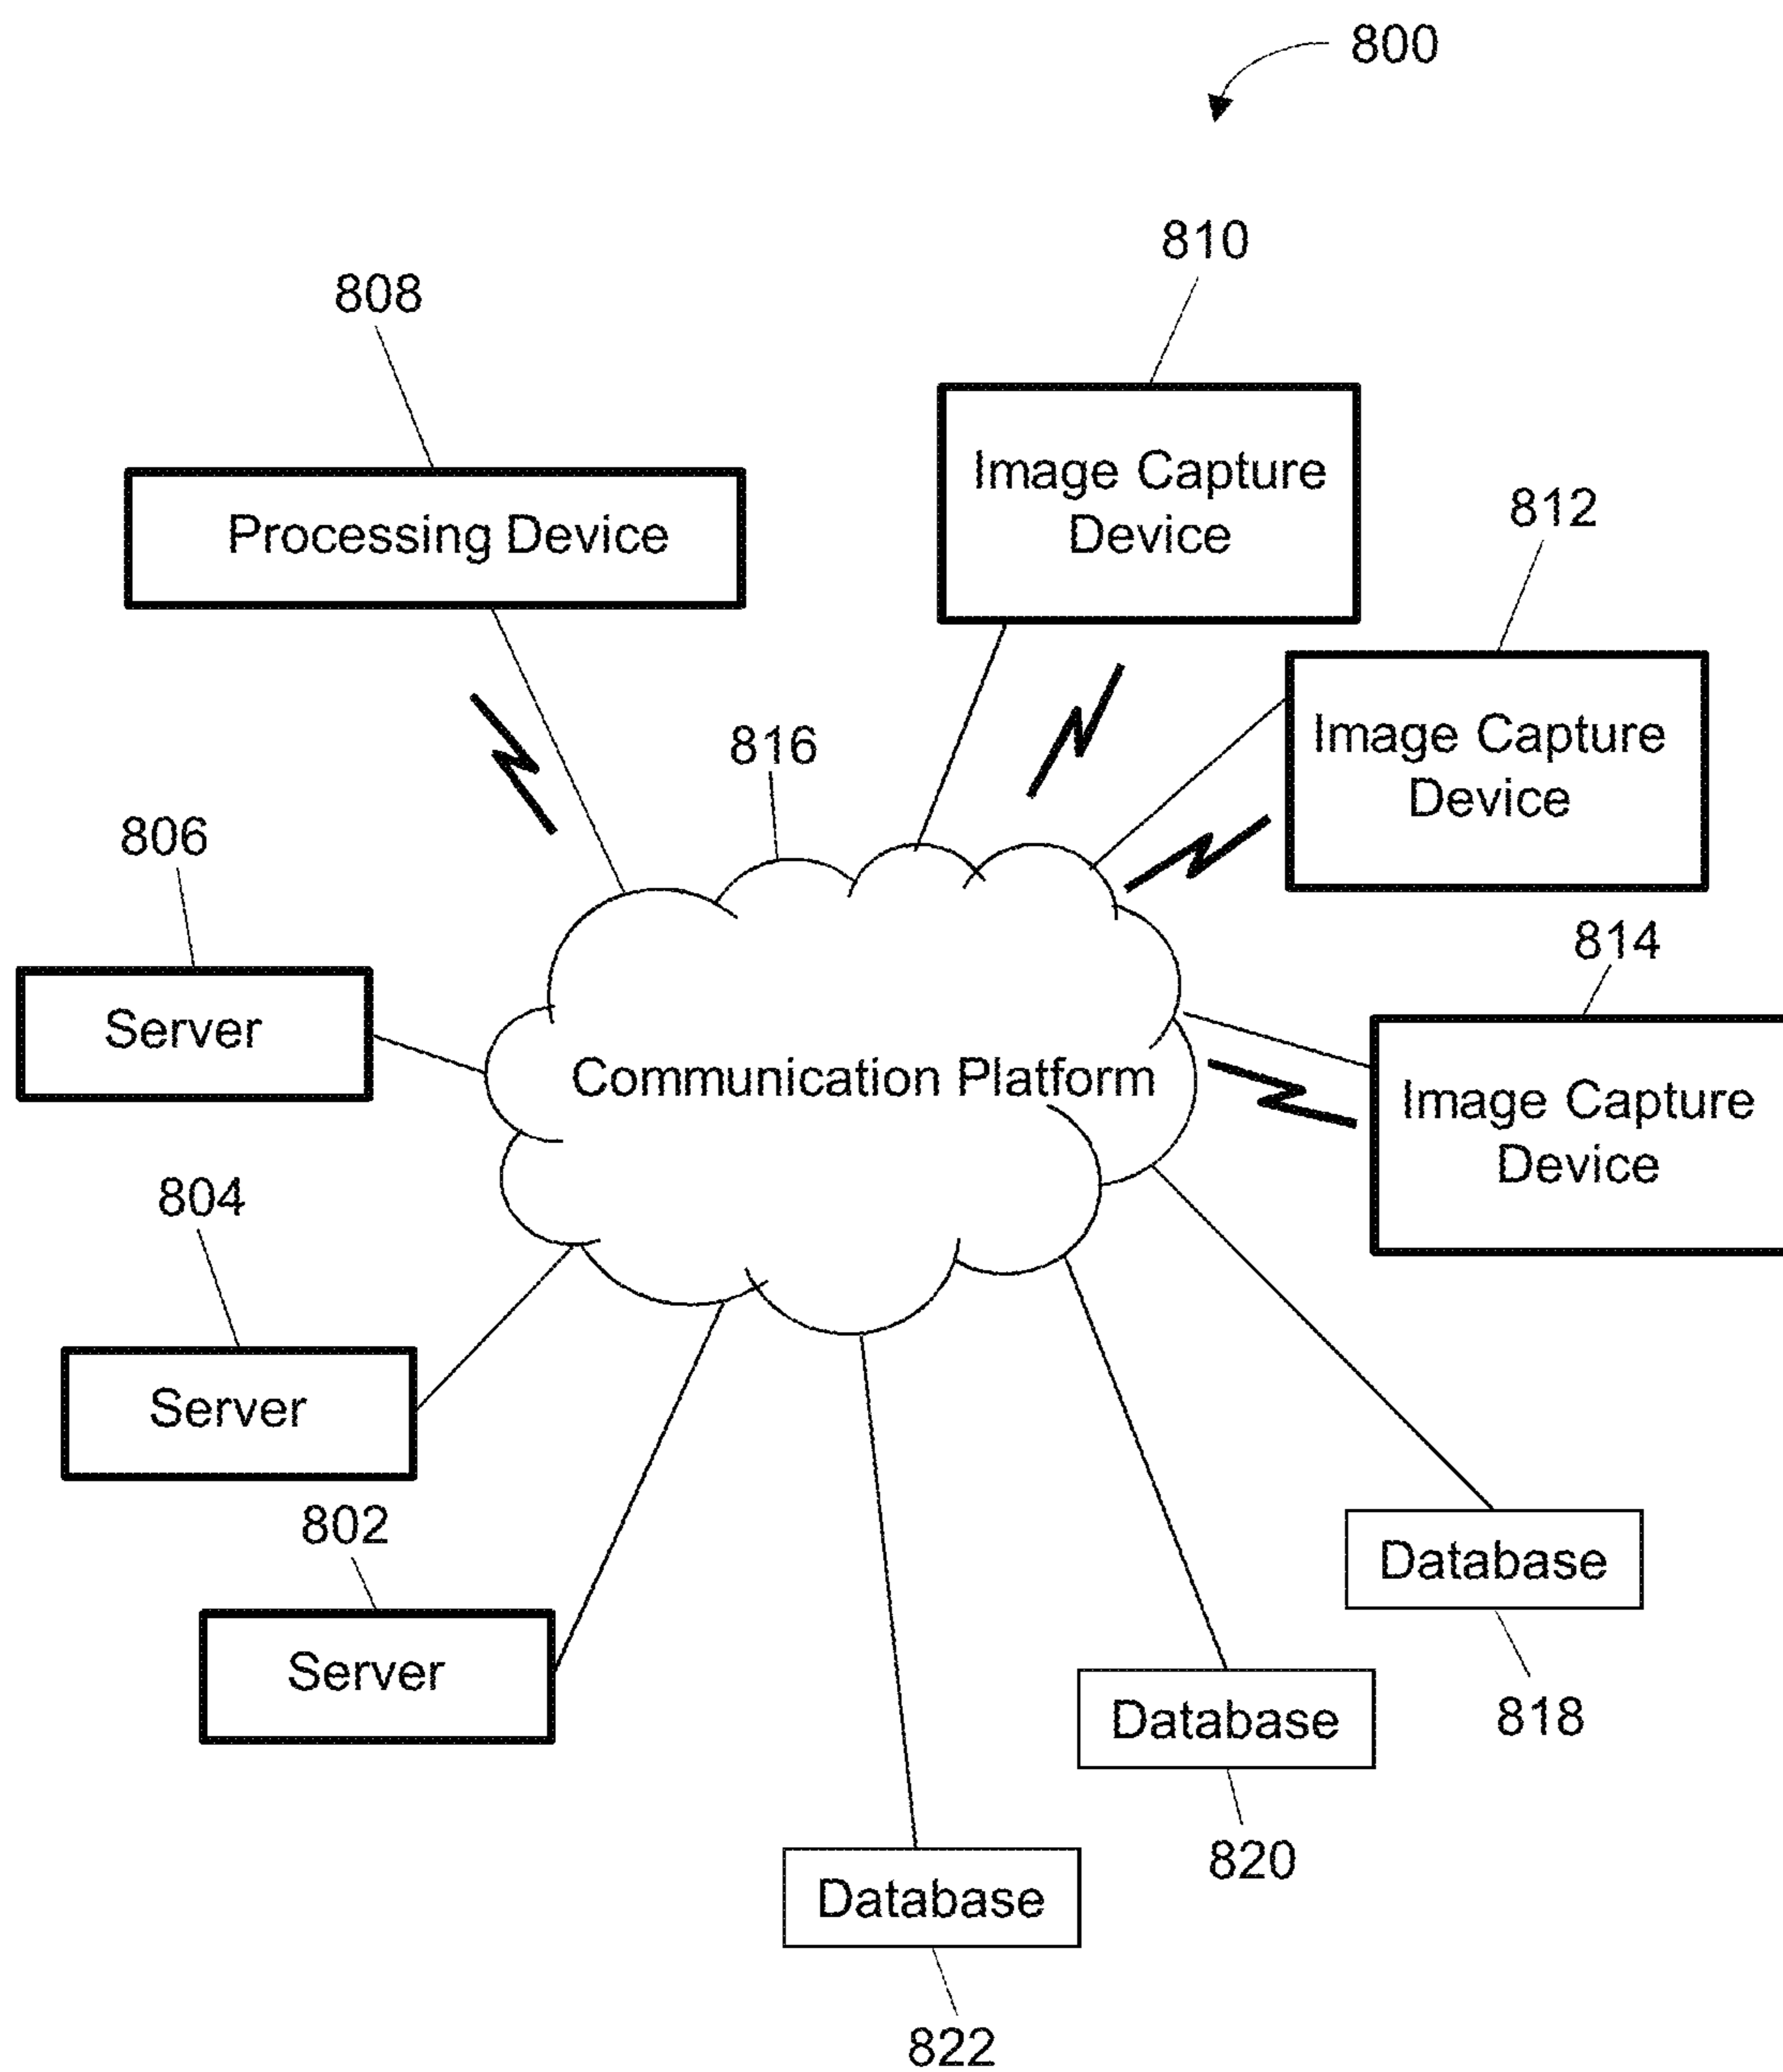 800
810
808
Image Capture
Device
812
Processing Device
Image Capture
Device
816
806
814
Server
Communication Platform
Image Capture
Device
804
Server
802
Database
Server
Database
818
820
Database
822